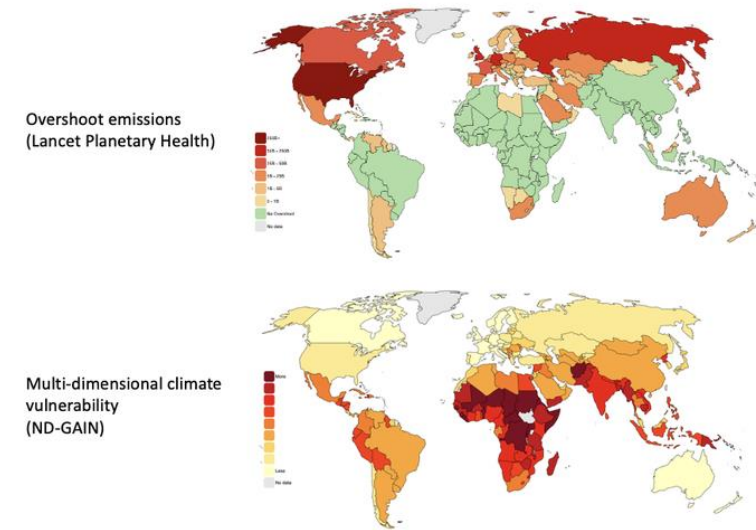 Overshoot emissions
(Lancet Planetary Health)
No Overshoot
No data
Multi-dimensional climate
vulnerability
(ND-GAIN)
More
Less
No data